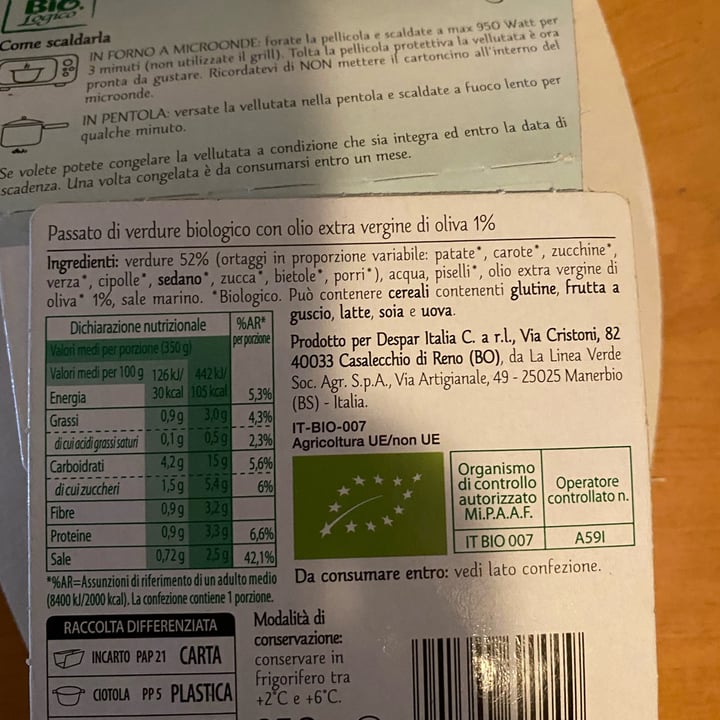 Bio
Logico
Come scaldarla
IN FORNO A MICROONDE: forate la pellicola e scaldate a max 950 Watt per
3 minuti (non utilizzate il grill). Tolta la pellicola protettiva la vellutata è ora
pronta da gustare. Ricordatevi di NON mettere il cartoncino all'interno del
microonde.
IN PENTOLA: versate la vellutata nella pentola e scaldate a fuoco lento per
qualche minuto.
Se volete potete congelare la vellutata a condizione che sia integra ed entro la data di
scadenza. Una volta congelata è da consumarsi entro un mese.
Passato di verdure biologico con olio extra vergine di oliva 1%
Ingredienti: verdure 52% (ortaggi in proporzione variabile: patate*, carote*, zucchine*,
verza*, cipolle*, sedano*, zucca*, bietole*, porri*), acqua, piselli*, olio extra vergine di
oliva* 1%, sale marino. *Biologico. Può contenere cereali contenenti glutine, frutta a
guscio, latte, soia e uova.
Dichiarazione nutrizionale %AR*
per porzione
Valori medi per porzione (350 g)
Valori medi per 100 g 126 kJ/ 442 kJ/
Energia 30 kcal 105 kcal 5,3%
Grassi 0,9 g 3,0 g 4,3%
di cui acidi grassi saturi 0,1 g 0,5 g 2,3%
Carboidrati 4,2 g 15 g 5,6%
di cui zuccheri 1,5 g 5,4 g 6%
Fibre 0,9 g 3,2 g
Proteine 0,9 g 3,3 g 6,6%
Sale 0,72 g 2,5 g 42,1%
*%AR=Assunzioni di riferimento di un adulto medio
(8400 kJ/2000 kcal). La confezione contiene 1 porzione.
Prodotto per Despar Italia C. a r.l., Via Cristoni, 82
40033 Casalecchio di Reno (BO), da La Linea Verde
Soc. Agr. S.p.A., Via Artigianale, 49 - 25025 Manerbio
(BS) - Italia.
IT-BIO-007
Agricoltura UE/non UE
Organismo
di controllo
autorizzato
Mi.P.A.A.F.
Operatore
controllato n.
IT BIO 007 A59I
Da consumare entro: vedi lato confezione.
RACCOLTA DIFFERENZIATA
INCARTO PAP 21 CARTA
CIOTOLA PP 5 PLASTICA
Modalità di
conservazione:
conservare in
frigorifero tra
+2°C e +6°C.